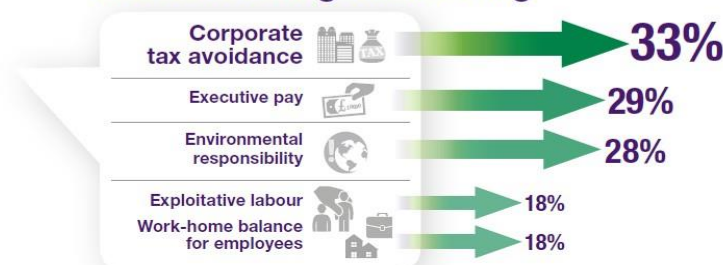 Corporate
tax avoidance
TAX
33%
Executive pay
£
29%
Environmental
responsibility
!
28%
Exploitative labour
18%
Work-home balance
for employees
18%